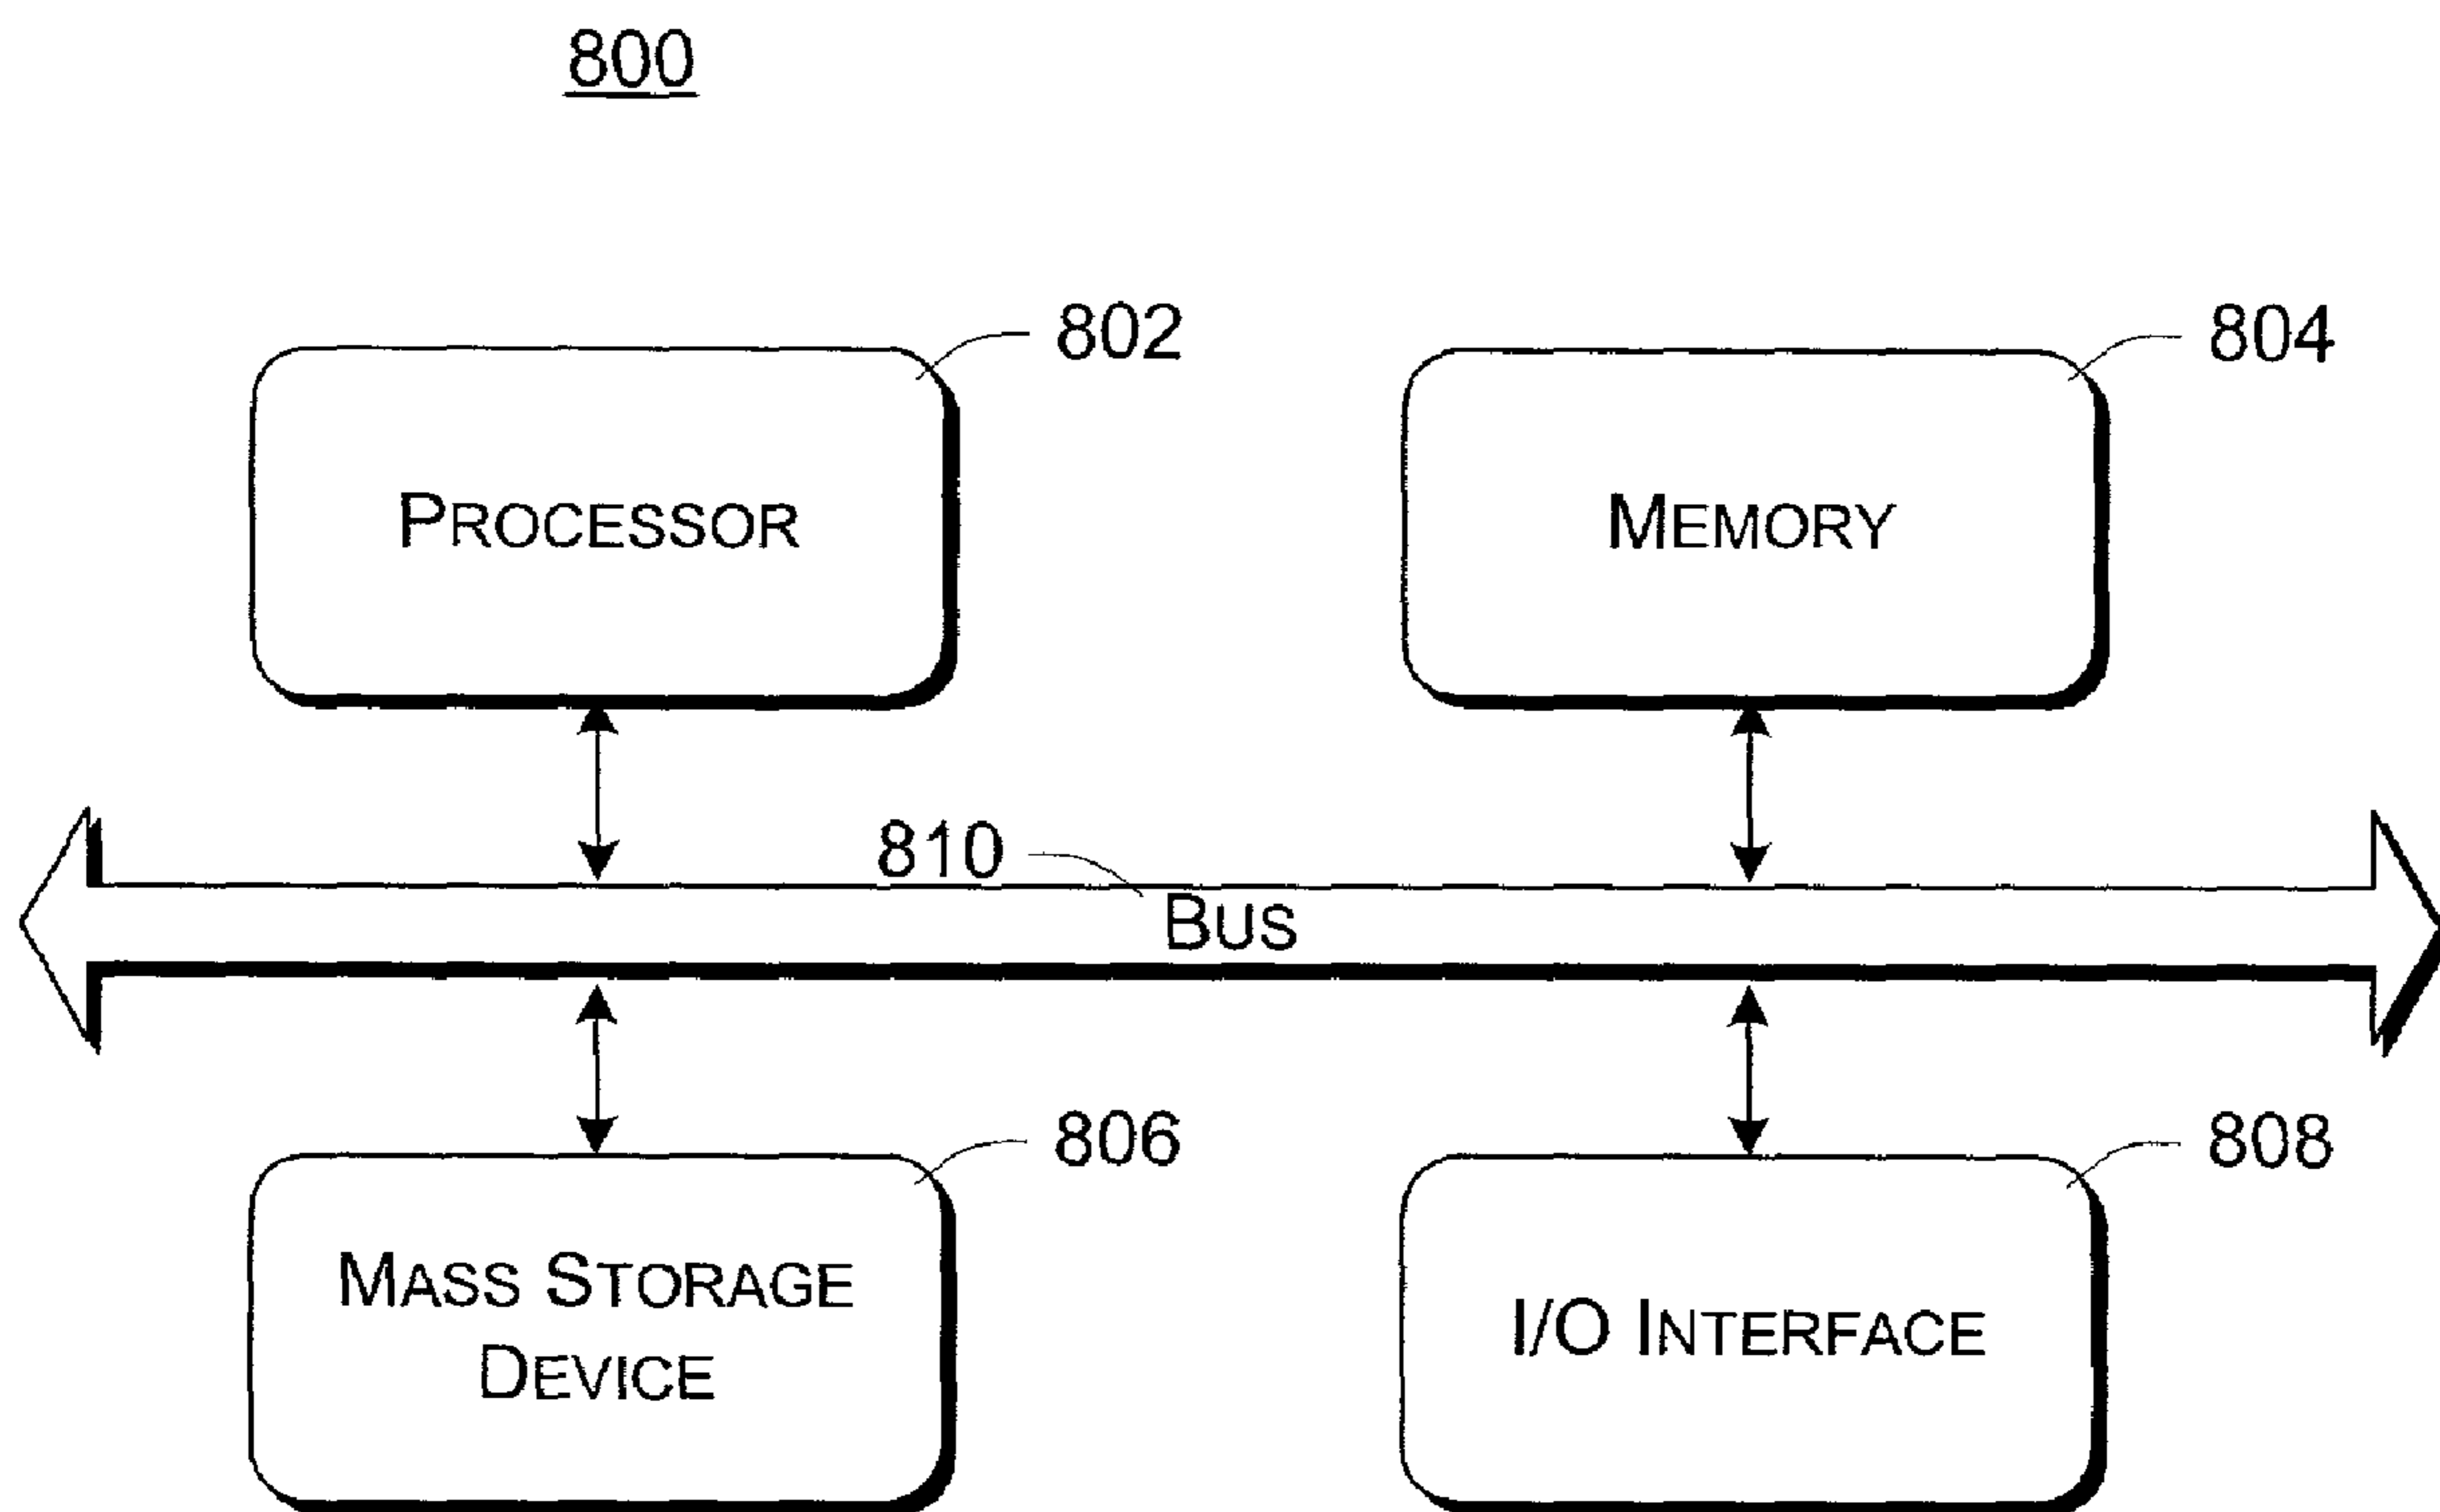 800
802
804
PROCESSOR
MEMORY
810
BUS
806
808
MASS STORAGE
DEVICE
I/O INTERFACE